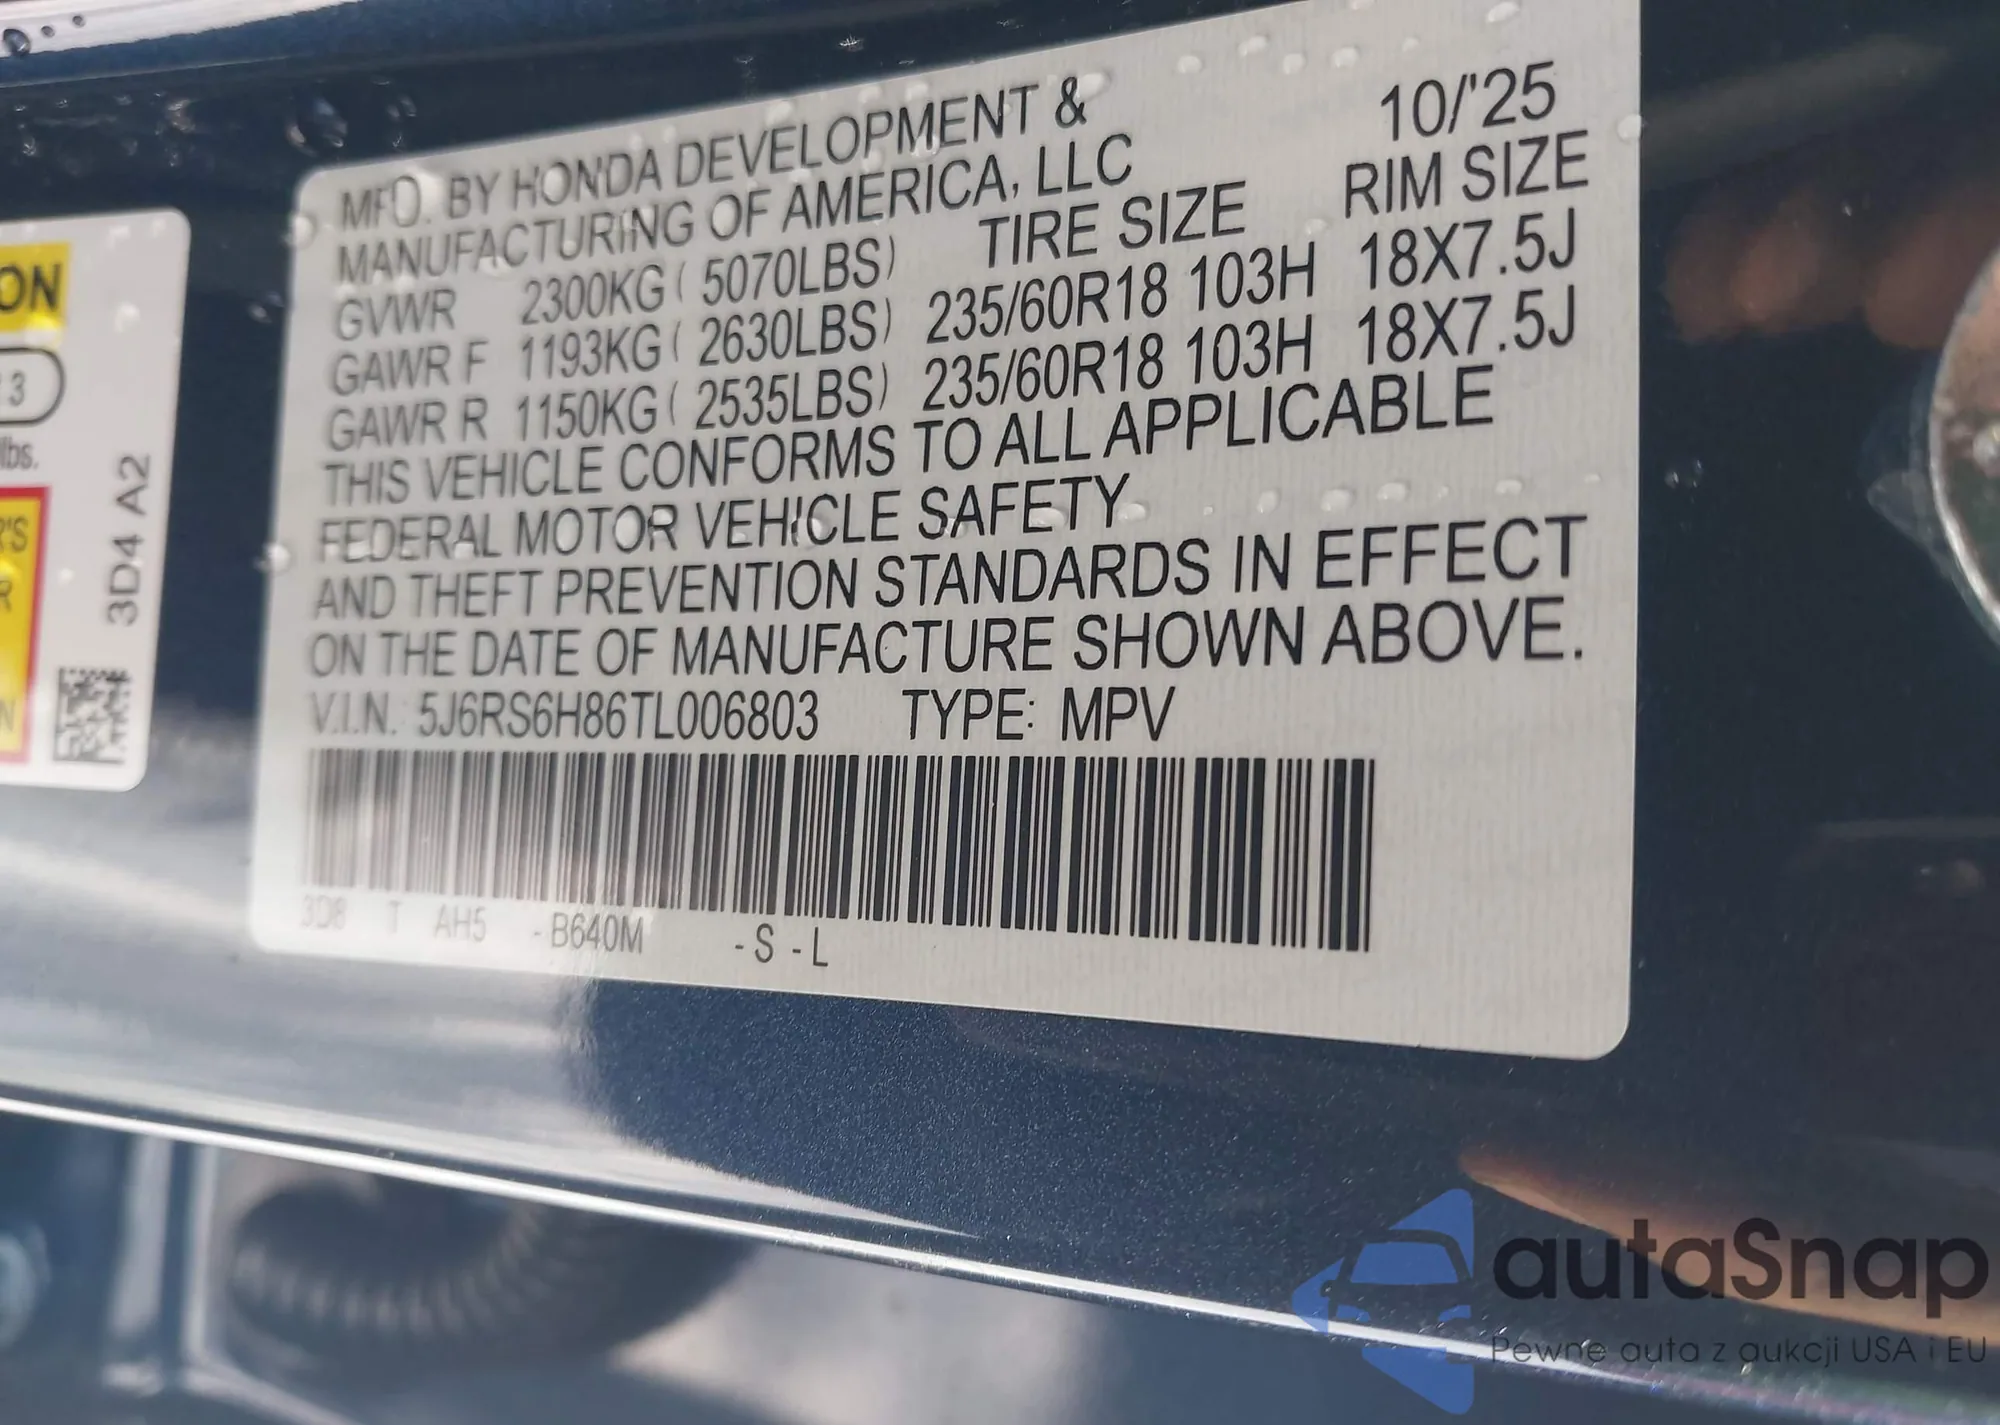 MFD. BY HONDA DEVELOPMENT &
MANUFACTURING OF AMERICA, LLC
10/'25
GVWR 2300KG ( 5070LBS) TIRE SIZE RIM SIZE
GAWR F 1193KG ( 2630LBS) 235/60R18 103H 18X7.5J
GAWR R 1150KG ( 2535LBS) 235/60R18 103H 18X7.5J
THIS VEHICLE CONFORMS TO ALL APPLICABLE
FEDERAL MOTOR VEHICLE SAFETY
AND THEFT PREVENTION STANDARDS IN EFFECT
ON THE DATE OF MANUFACTURE SHOWN ABOVE.
V.I.N. 5J6RS6H86TL006803 TYPE: MPV
3D8 T AH5 -B640M -S -L
ON
3
lbs.
R'S
R
N
3D4 A2
autaSnap
Pewne auta z aukcji USA i EU